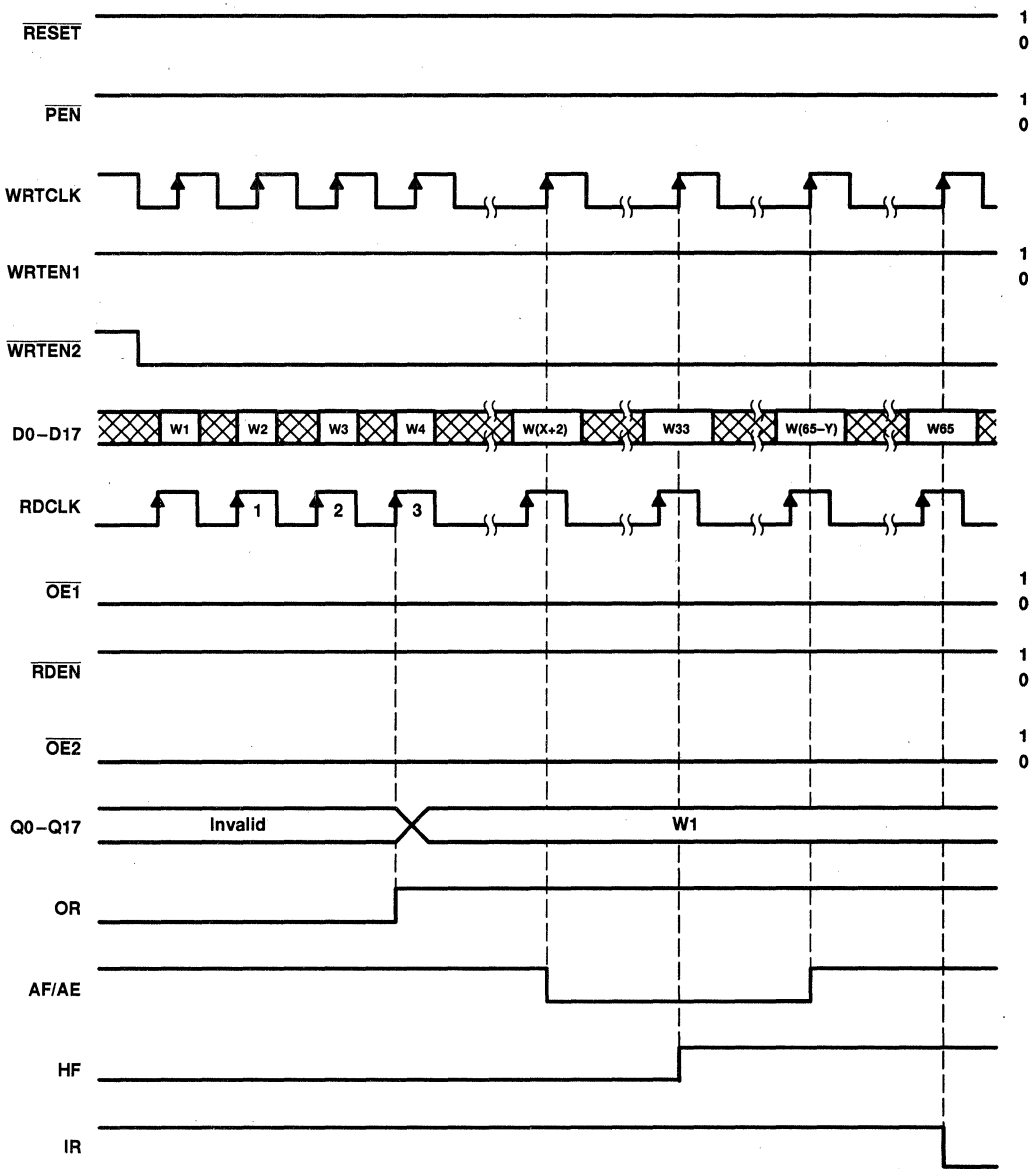 RESET 1
0
PEN 1
0
WRTCLK
WRTEN1 1
0
WRTEN2
D0–D17 W1 W2 W3 W4 W(X+2) W33 W(65–Y) W65
RDCLK 1 2 3
OE1 1
0
RDEN 1
0
OE2 1
0
Q0–Q17 Invalid W1
OR
AF/AE
HF
IR